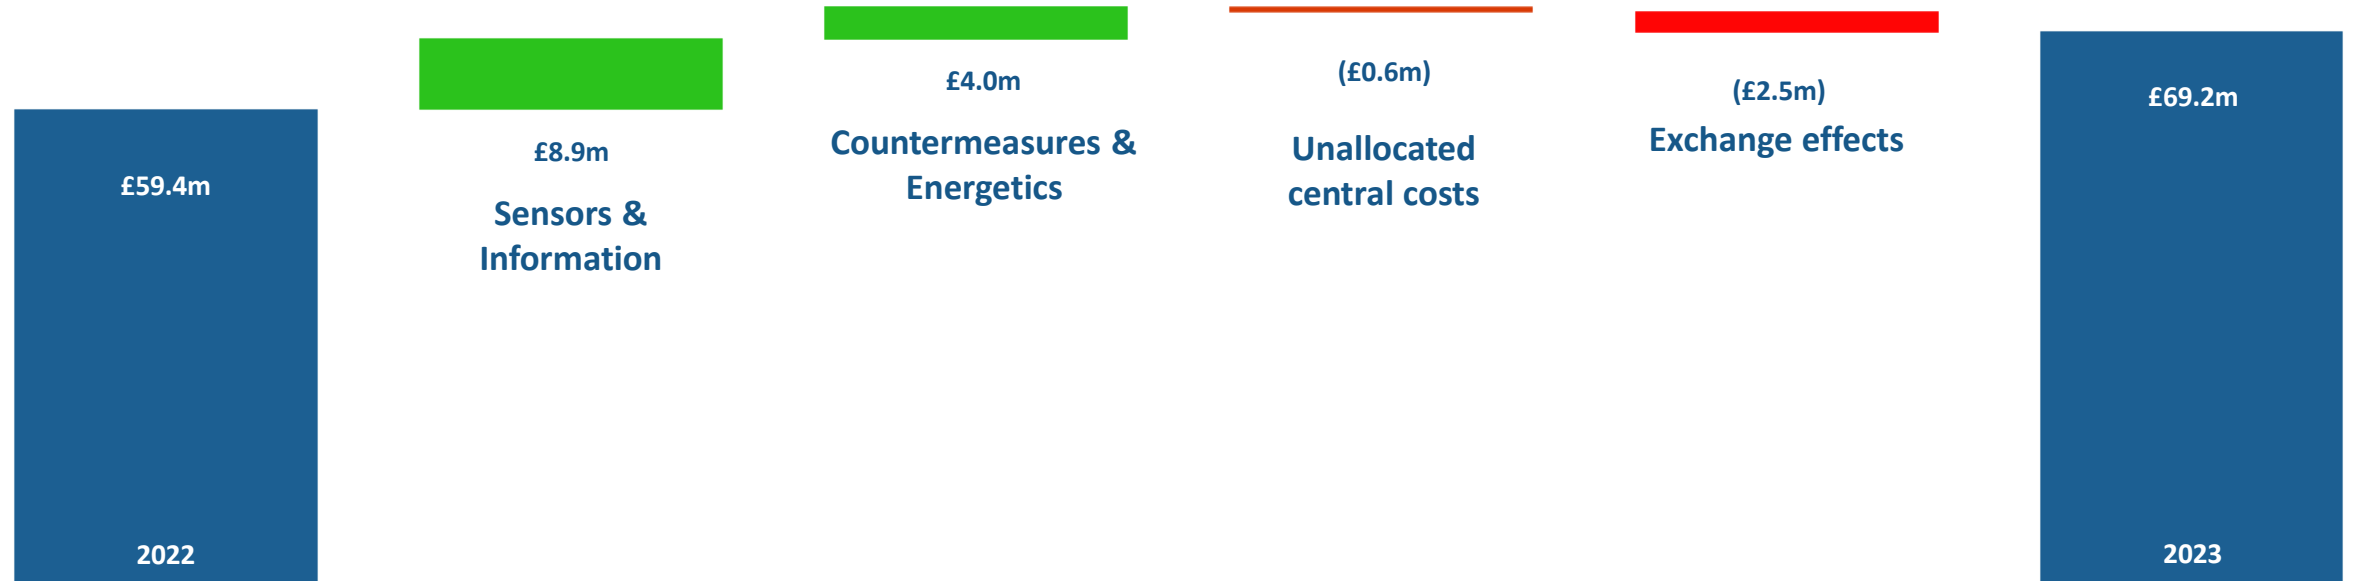 £59.4m
2022
£8.9m
Sensors &
Information
£4.0m
Countermeasures &
Energetics
(£0.6m)
Unallocated
central costs
(£2.5m)
Exchange effects
£69.2m
2023